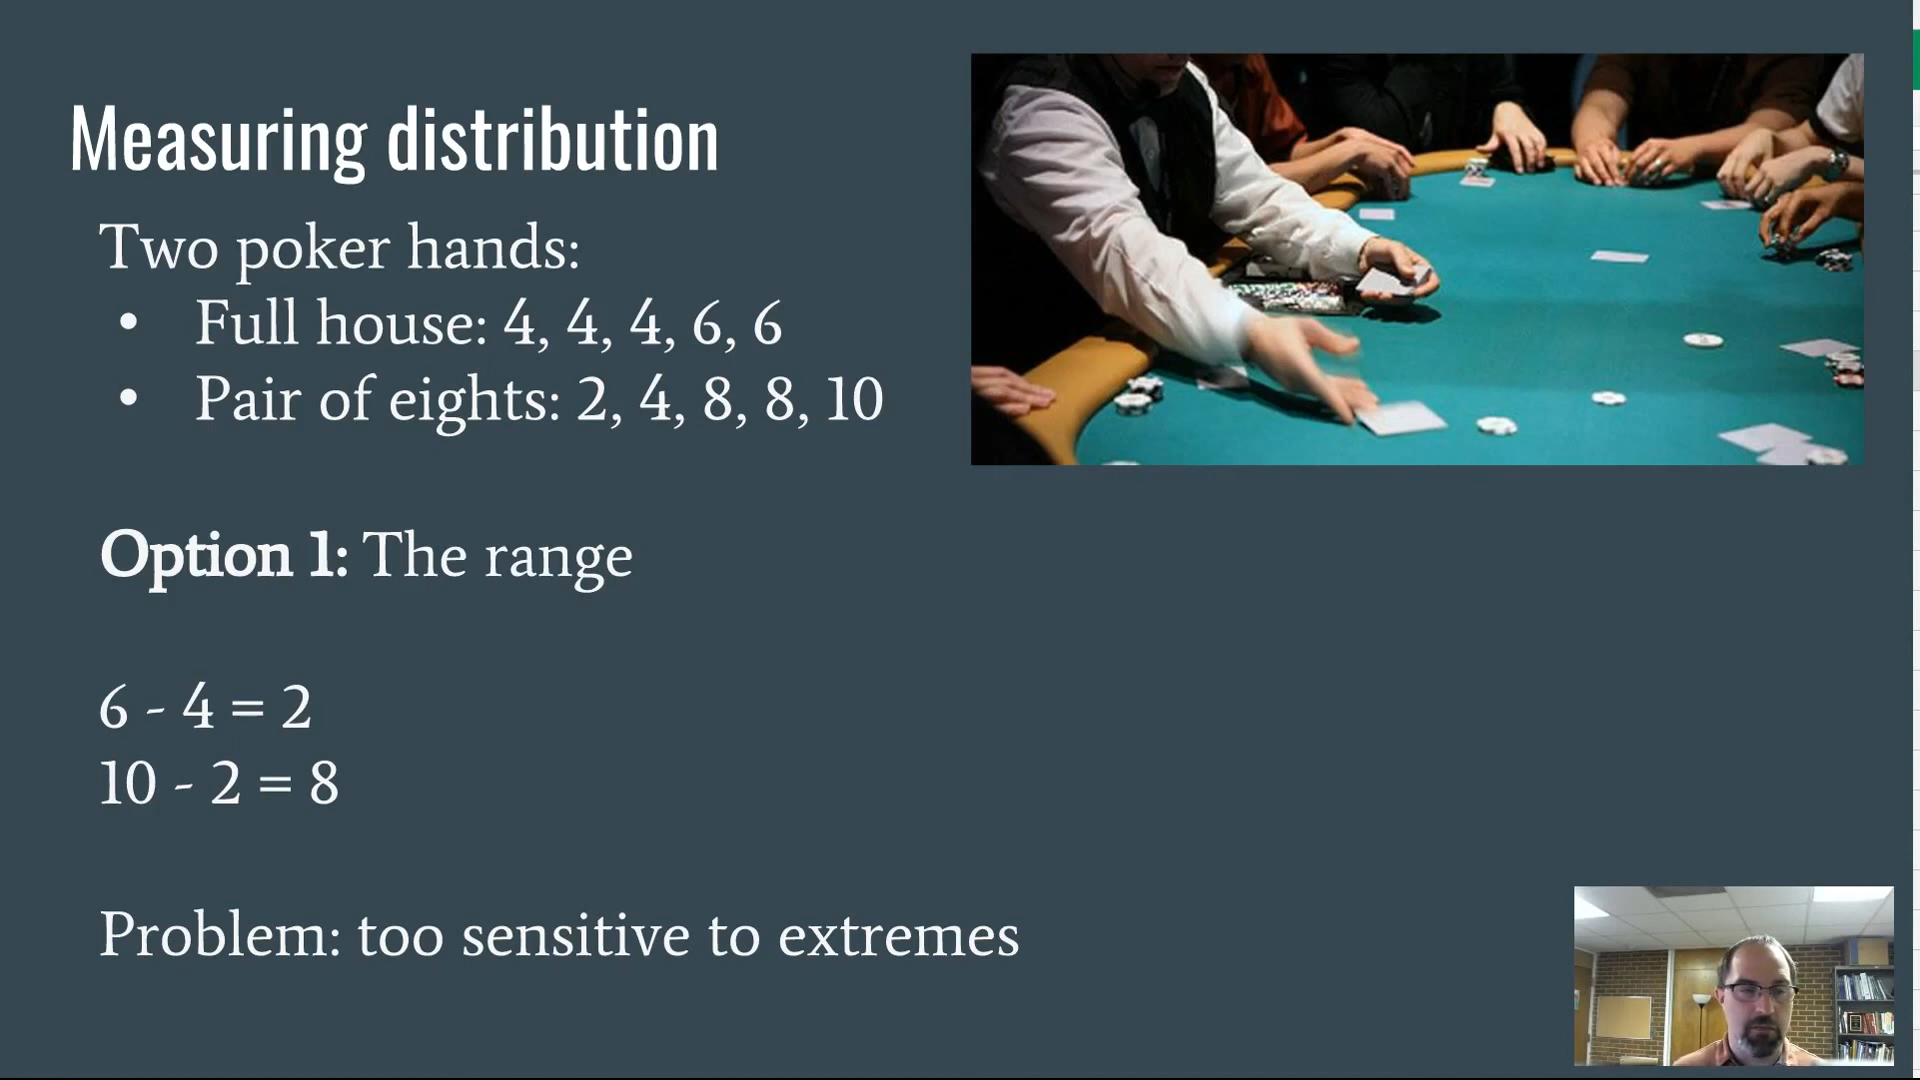 Measuring distribution
Two poker hands:
• Full house: 4, 4, 4, 6, 6
• Pair of eights: 2, 4, 8, 8, 10
Option 1: The range
6 - 4 = 2
10 - 2 = 8
Problem: too sensitive to extremes